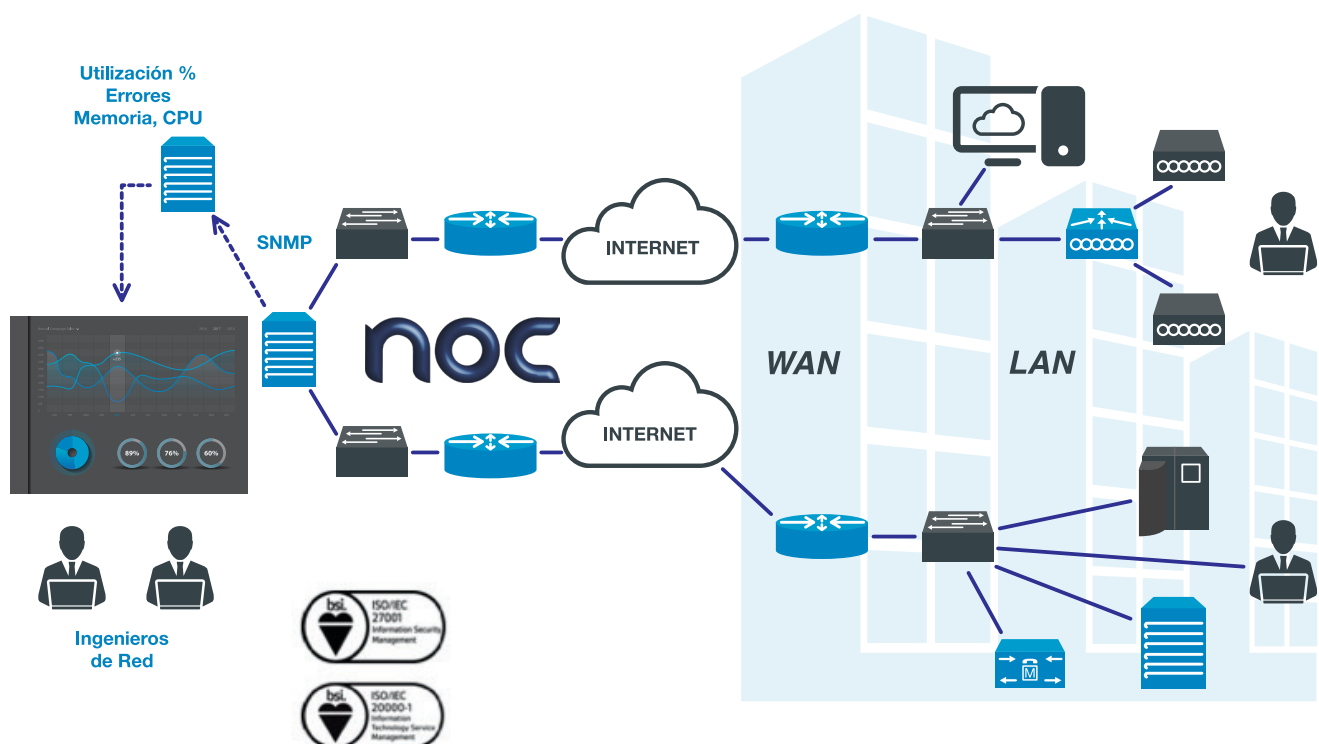 Utilización %
Errores
Memoria, CPU
SNMP
INTERNET
noc
WAN
LAN
INTERNET
89%
76%
60%
Ingenieros
de Red
bsi.
ISO/IEC
27001
Information Security
Management
bsi.
ISO/IEC
20000-1
Information
Technology Service
Management
M